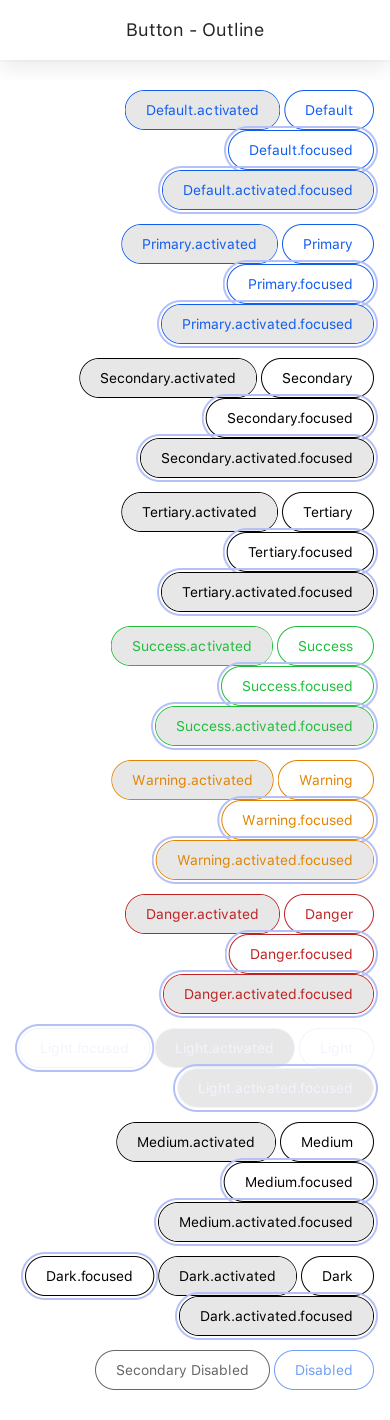 Button - Outline
Default.activated Default
Default.focused
Default.activated.focused
Primary.activated Primary
Primary.focused
Primary.activated.focused
Secondary.activated Secondary
Secondary.focused
Secondary.activated.focused
Tertiary.activated Tertiary
Tertiary.focused
Tertiary.activated.focused
Success.activated Success
Success.focused
Success.activated.focused
Warning.activated Warning
Warning.focused
Warning.activated.focused
Danger.activated Danger
Danger.focused
Danger.activated.focused
Light.focused Light.activated Light
Light.activated.focused
Medium.activated Medium
Medium.focused
Medium.activated.focused
Dark.focused Dark.activated Dark
Dark.activated.focused
Secondary Disabled Disabled